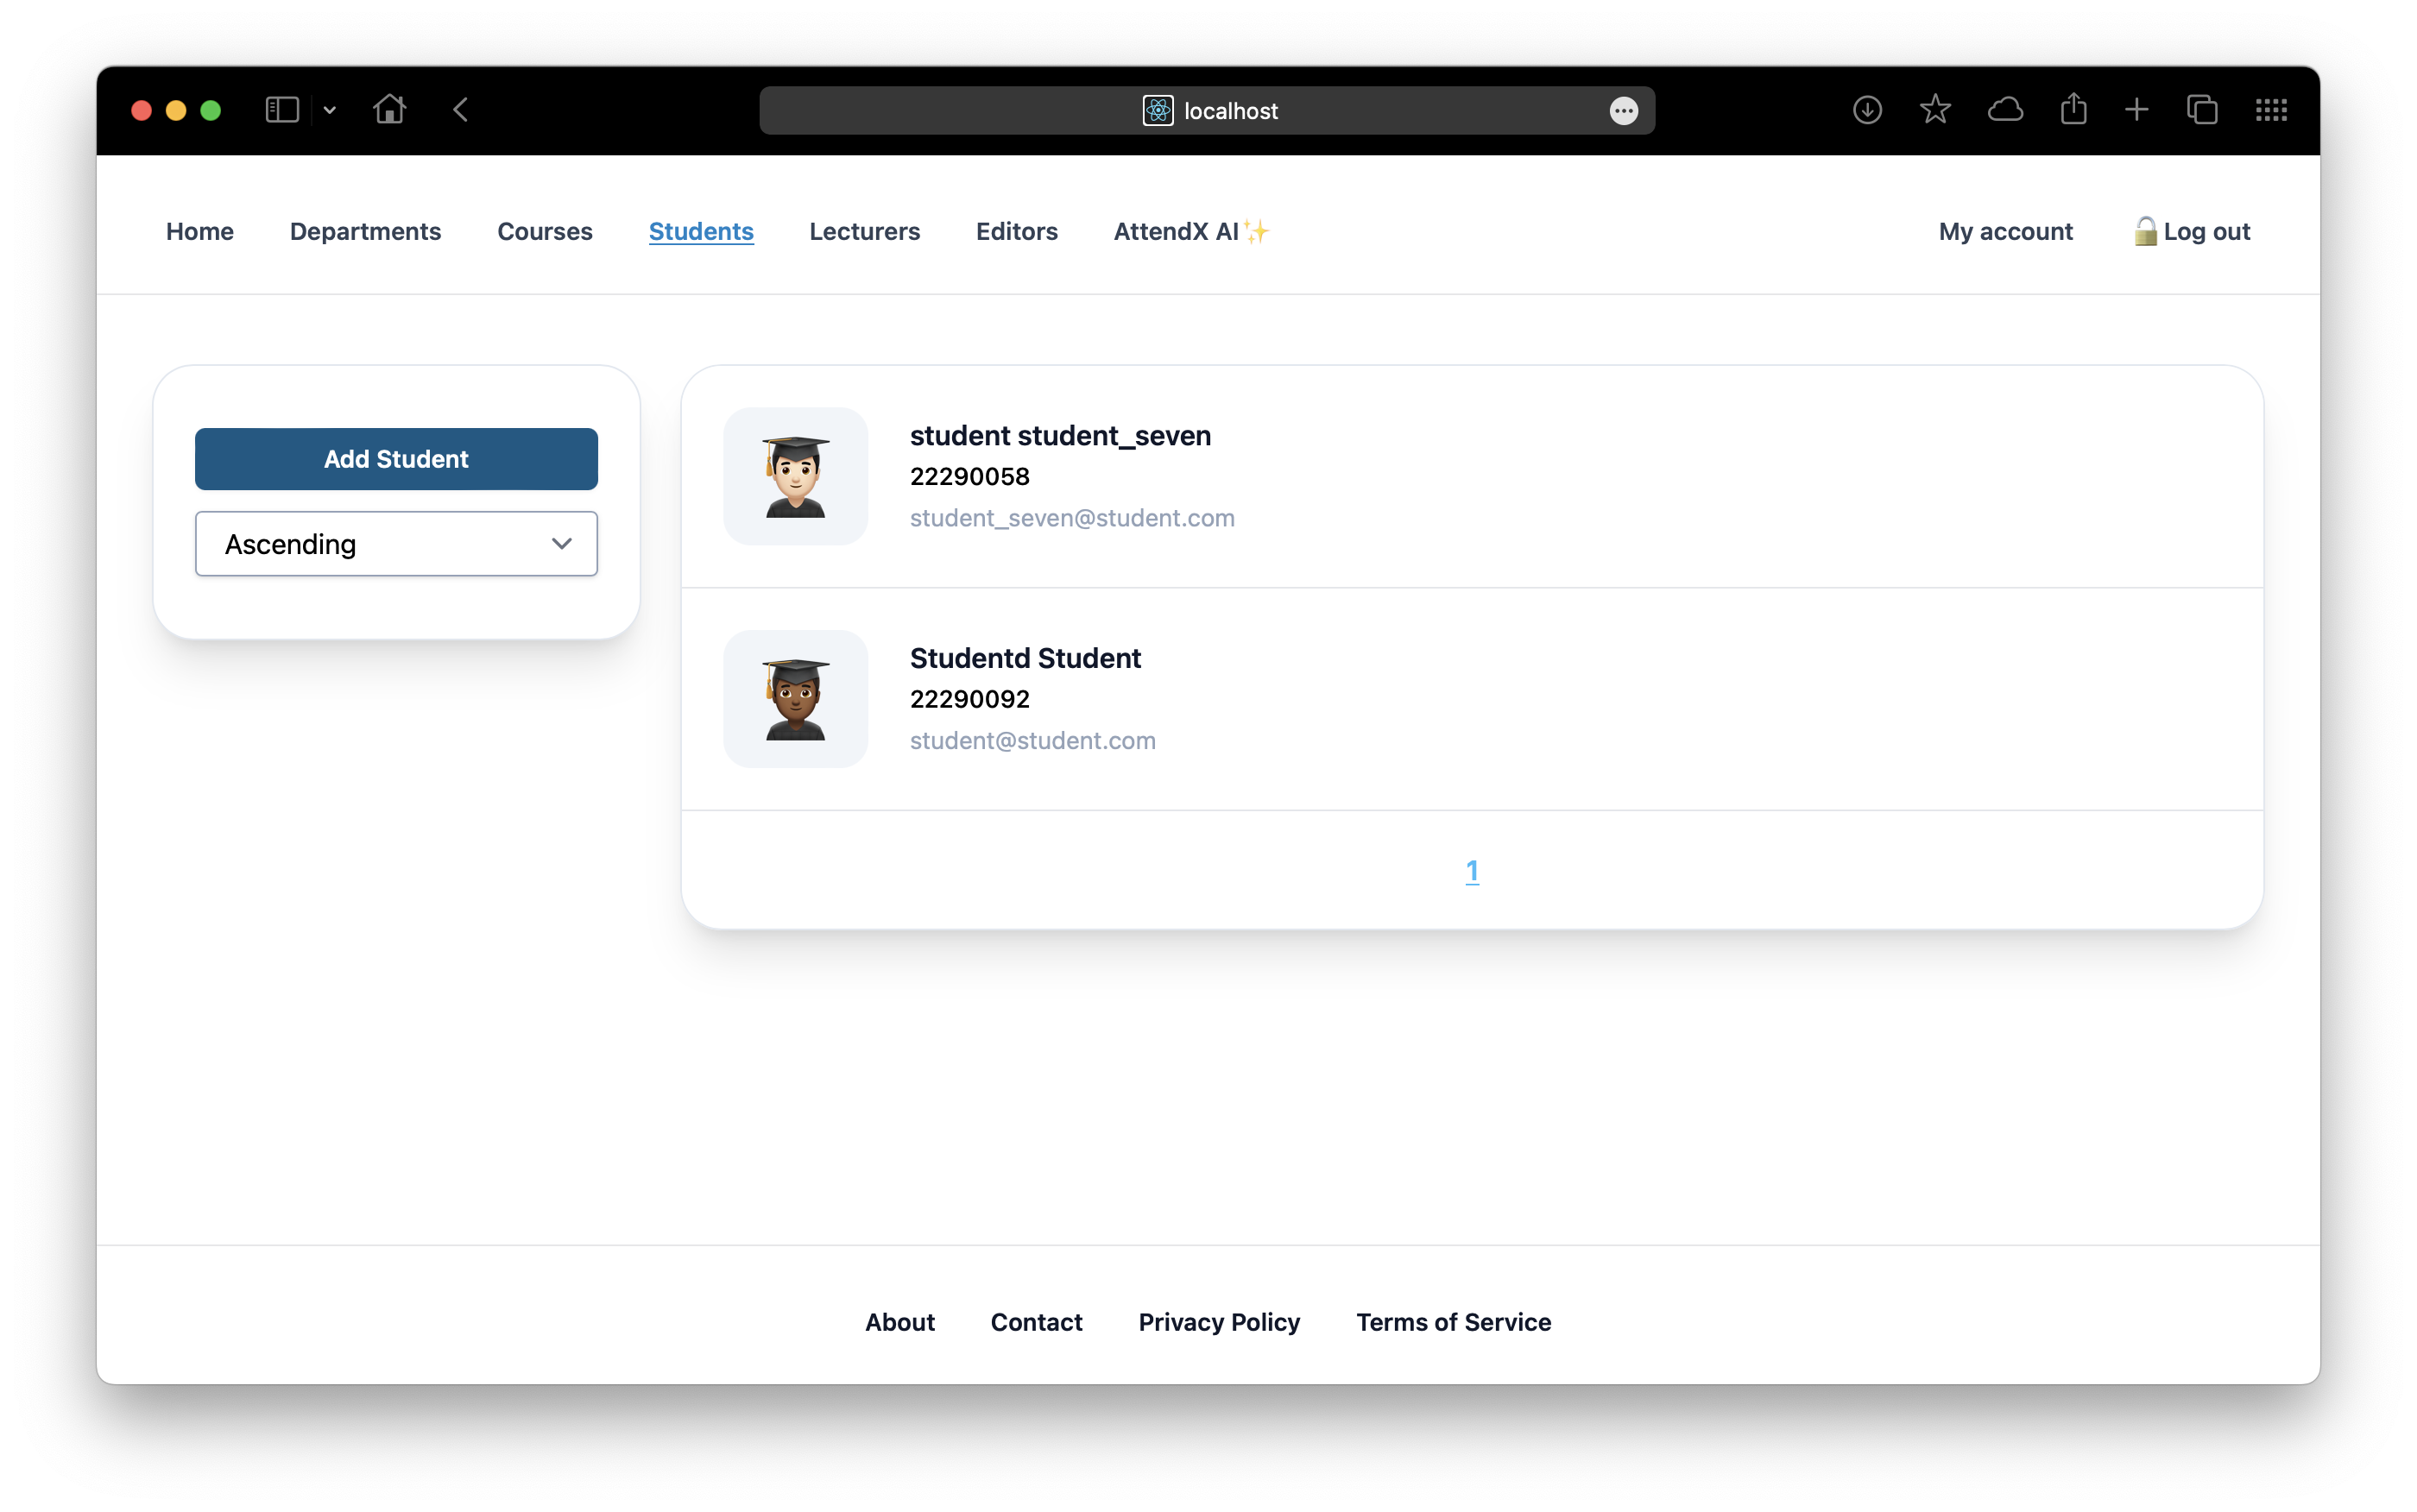 localhost
Home Departments Courses Students Lecturers Editors AttendX AI✨ My account 🔓Log out
Add Student
Ascending
student student_seven
22290058
student_seven@student.com
Studentd Student
22290092
student@student.com
1
About Contact Privacy Policy Terms of Service